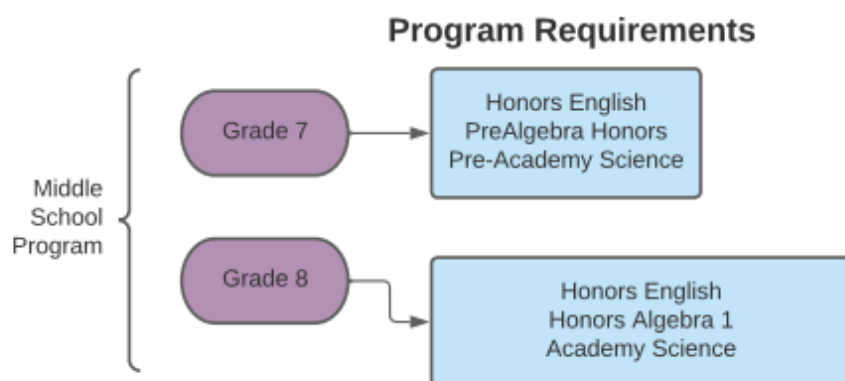 Program Requirements
Middle
School
Program
Grade 7
Honors English
PreAlgebra Honors
Pre-Academy Science
Grade 8
Honors English
Honors Algebra 1
Academy Science